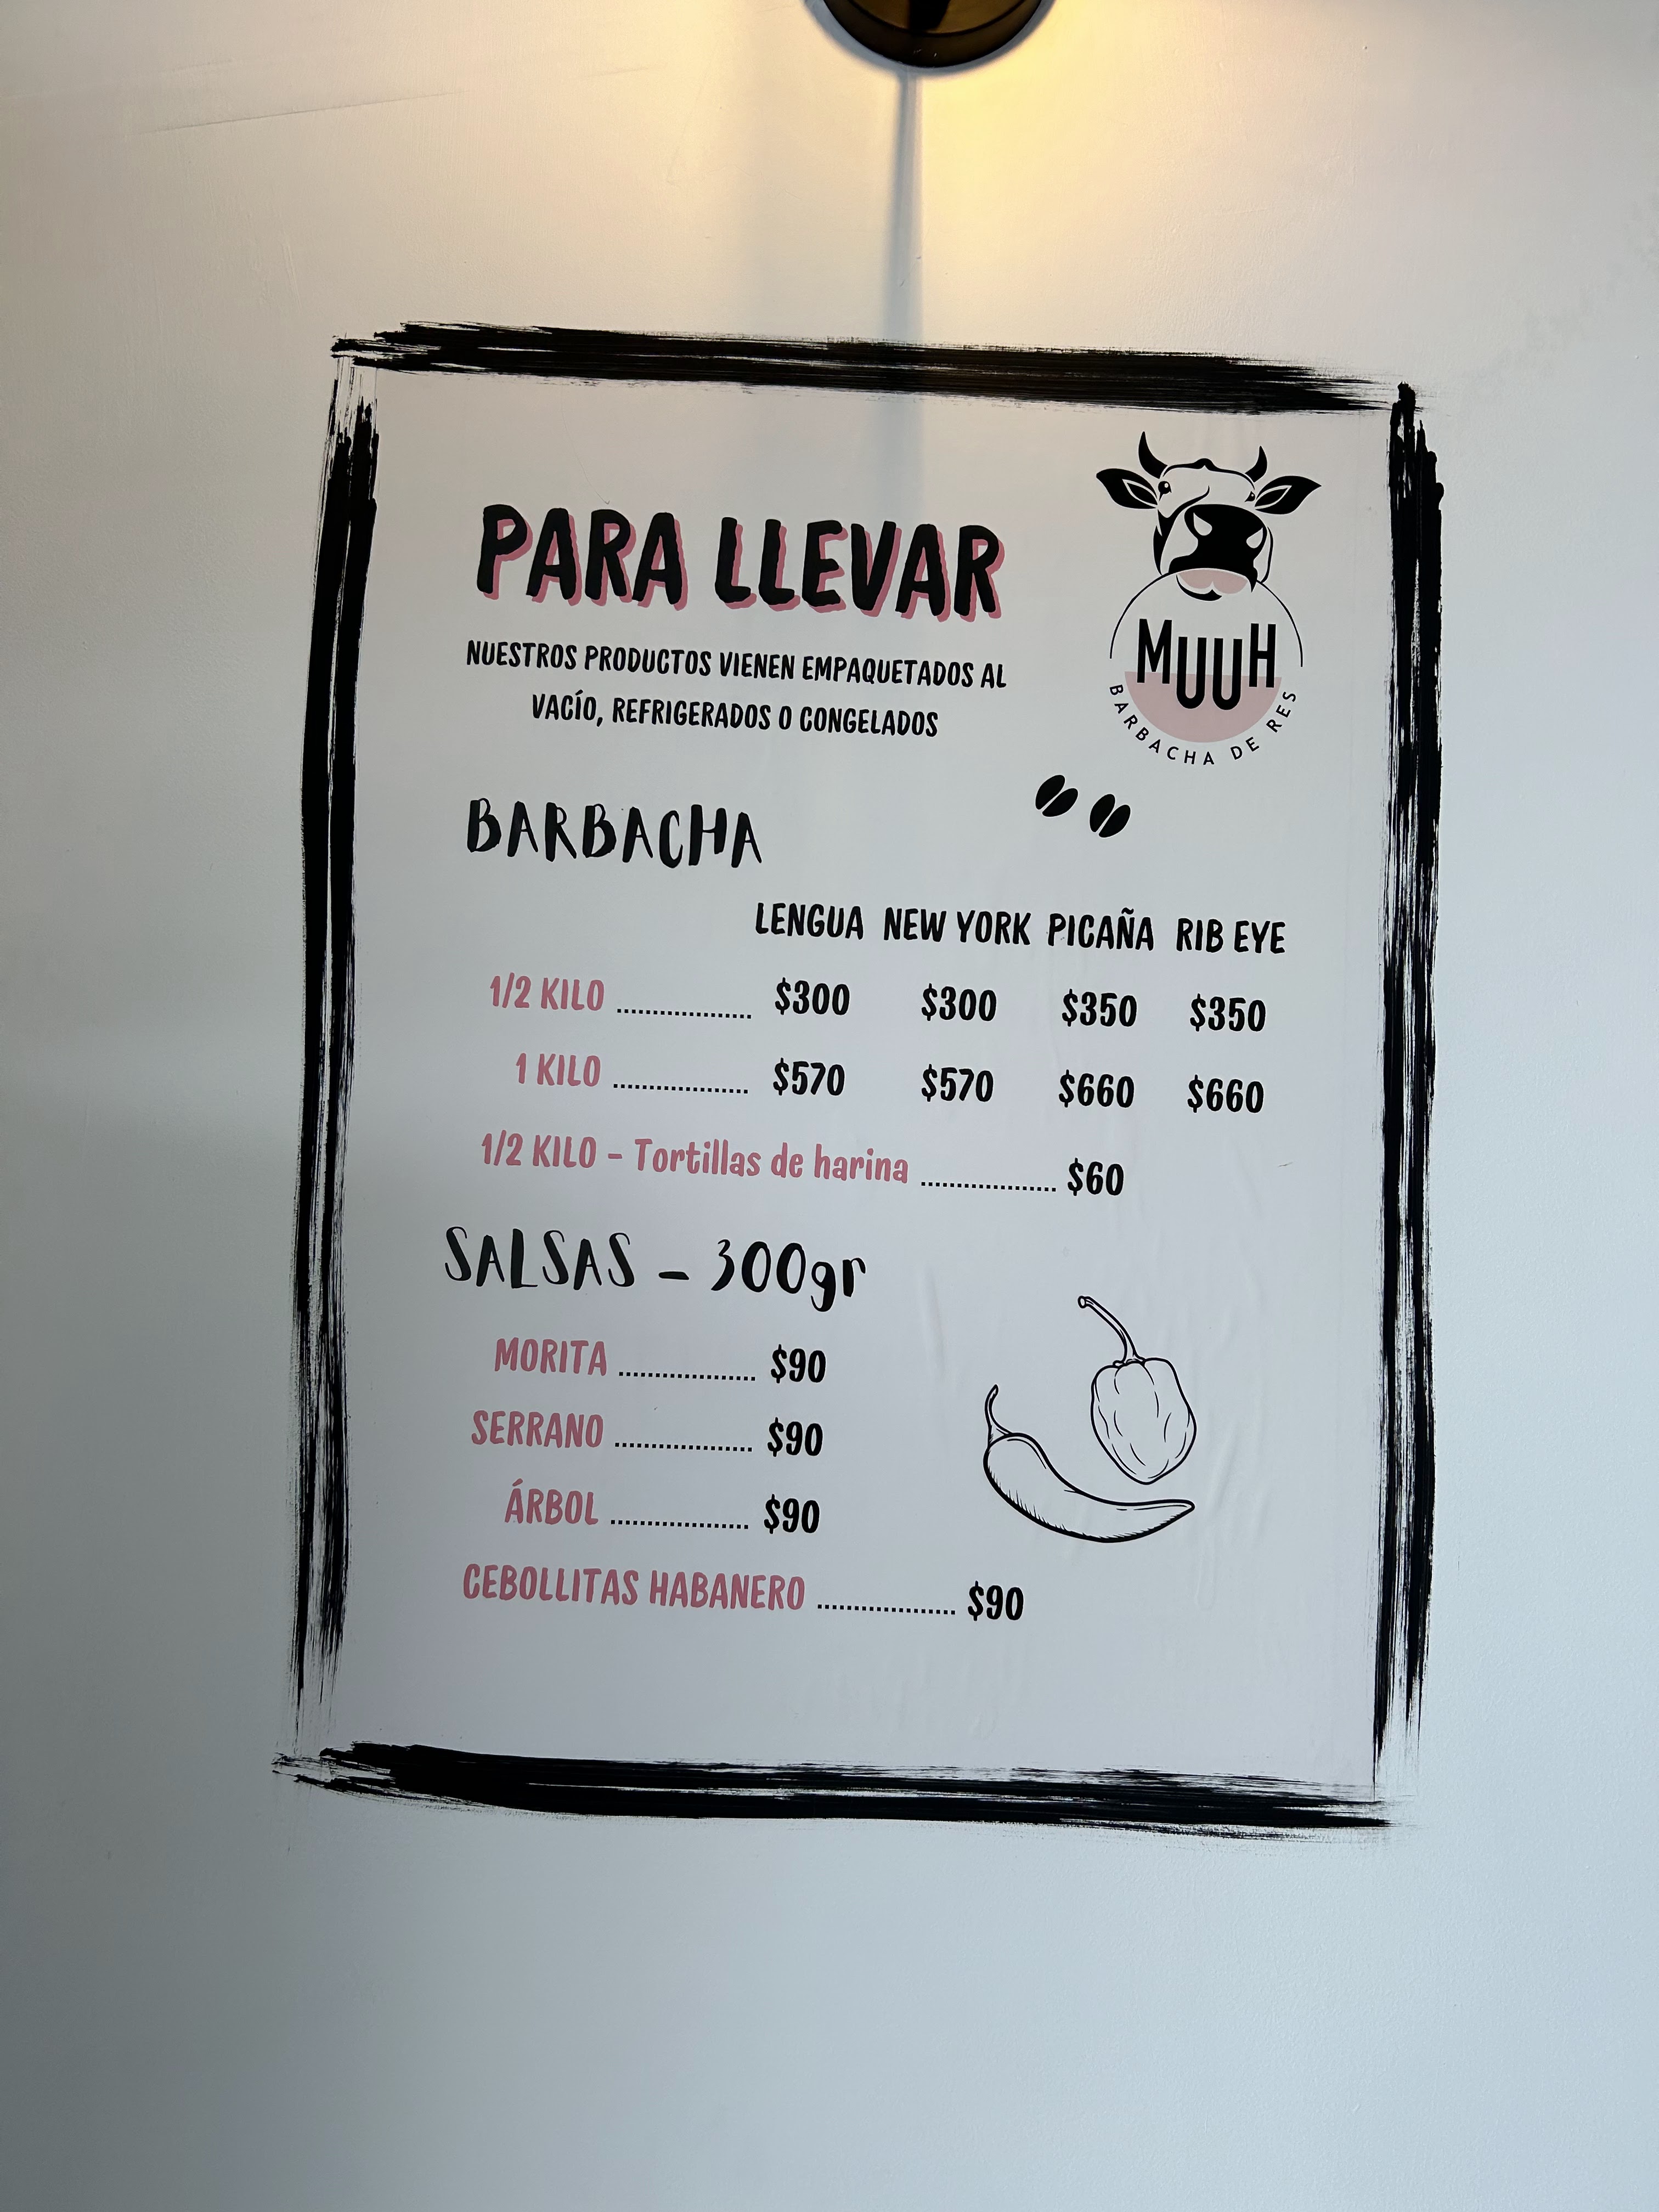 PARA LLEVAR
NUESTROS PRODUCTOS VIENEN EMPAQUETADOS AL
VACÍO, REFRIGERADOS O CONGELADOS
MUUH
BARBACHA DE RES
BARBACHA
LENGUA NEW YORK PICAÑA RIB EYE
1/2 KILO ................... $300 $300 $350 $350
1 KILO ................... $570 $570 $660 $660
1/2 KILO - Tortillas de harina ................... $60
SALSAS - 300gr
MORITA ................... $90
SERRANO ................... $90
ÁRBOL ................... $90
CEBOLLITAS HABANERO ................... $90